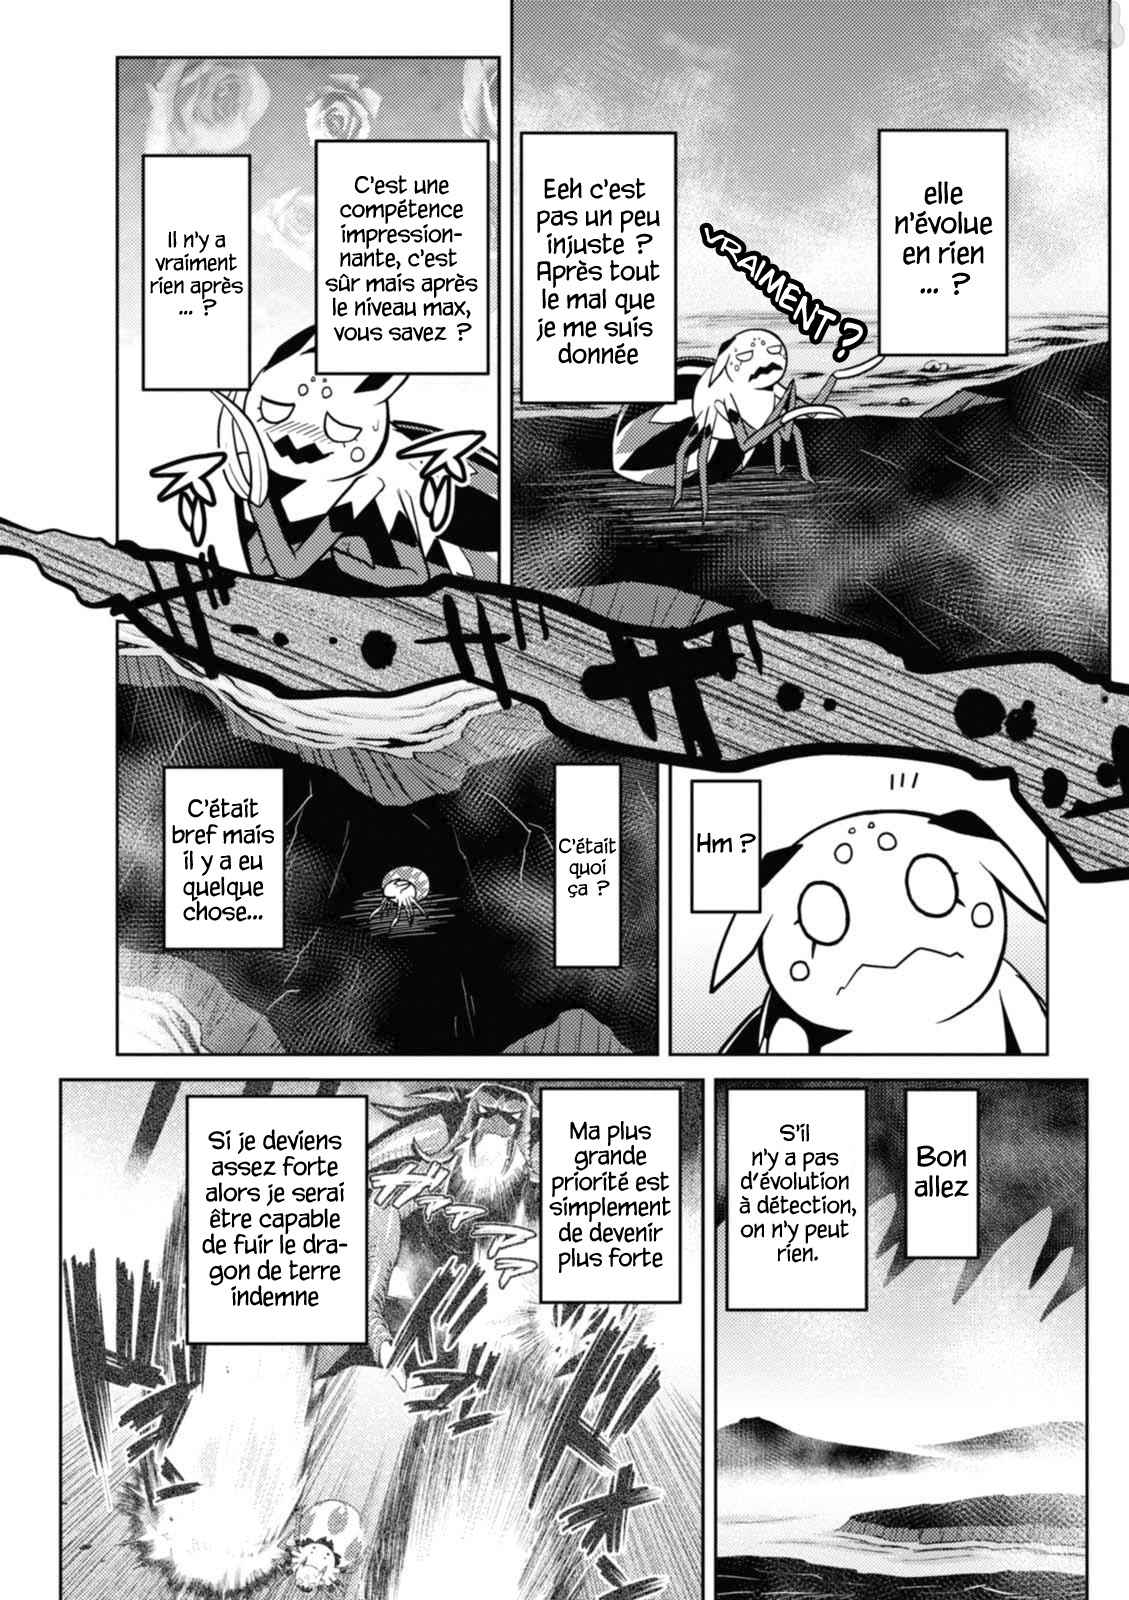 elle
n'évolue
en rien
... ?
VRAIMENT ?
Eeh c'est
pas un peu
injuste ?
Après tout
le mal que
je me suis
donnée
C'est une
compétence
impression-
nante, c'est
sûr mais après
le niveau max,
vous savez ?
Il n'y a
vraiment
rien après
... ?
Hm ?
C'était
quoi
ça ?
C'était
bref mais
il y a eu
quelque
chose...
Bon
allez
S'il
n'y a pas
d'évolution
à détection,
on n'y peut
rien.
Ma plus
grande
priorité est
simplement
de devenir
plus forte
Si je deviens
assez forte
alors je serai
être capable
de fuir le dra-
gon de terre
indemne